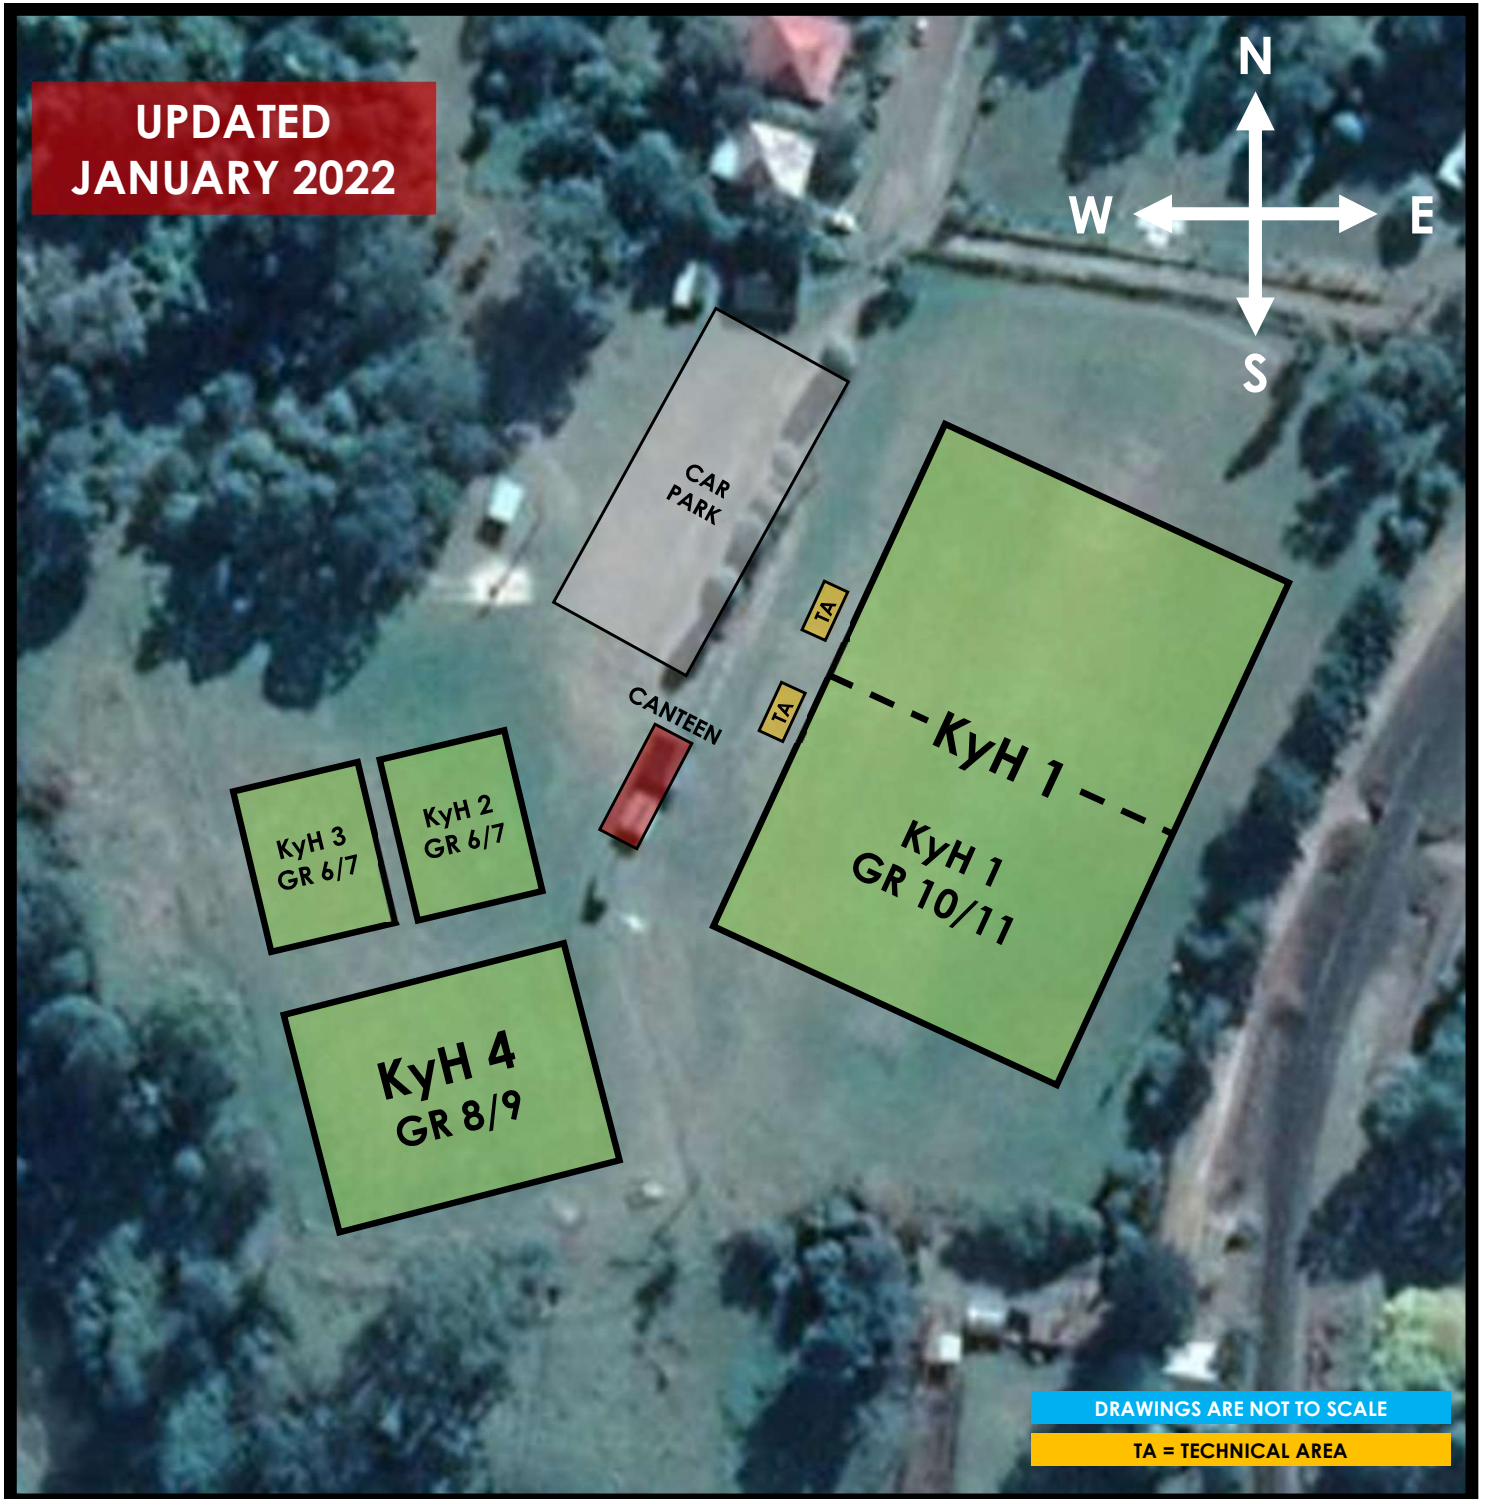 UPDATED
JANUARY 2022
N
W
E
S
CAR
PARK
TA
TA
CANTEEN
KyH 1
KyH 1
GR 10/11
KyH 2
GR 6/7
KyH 3
GR 6/7
KyH 4
GR 8/9
DRAWINGS ARE NOT TO SCALE
TA = TECHNICAL AREA